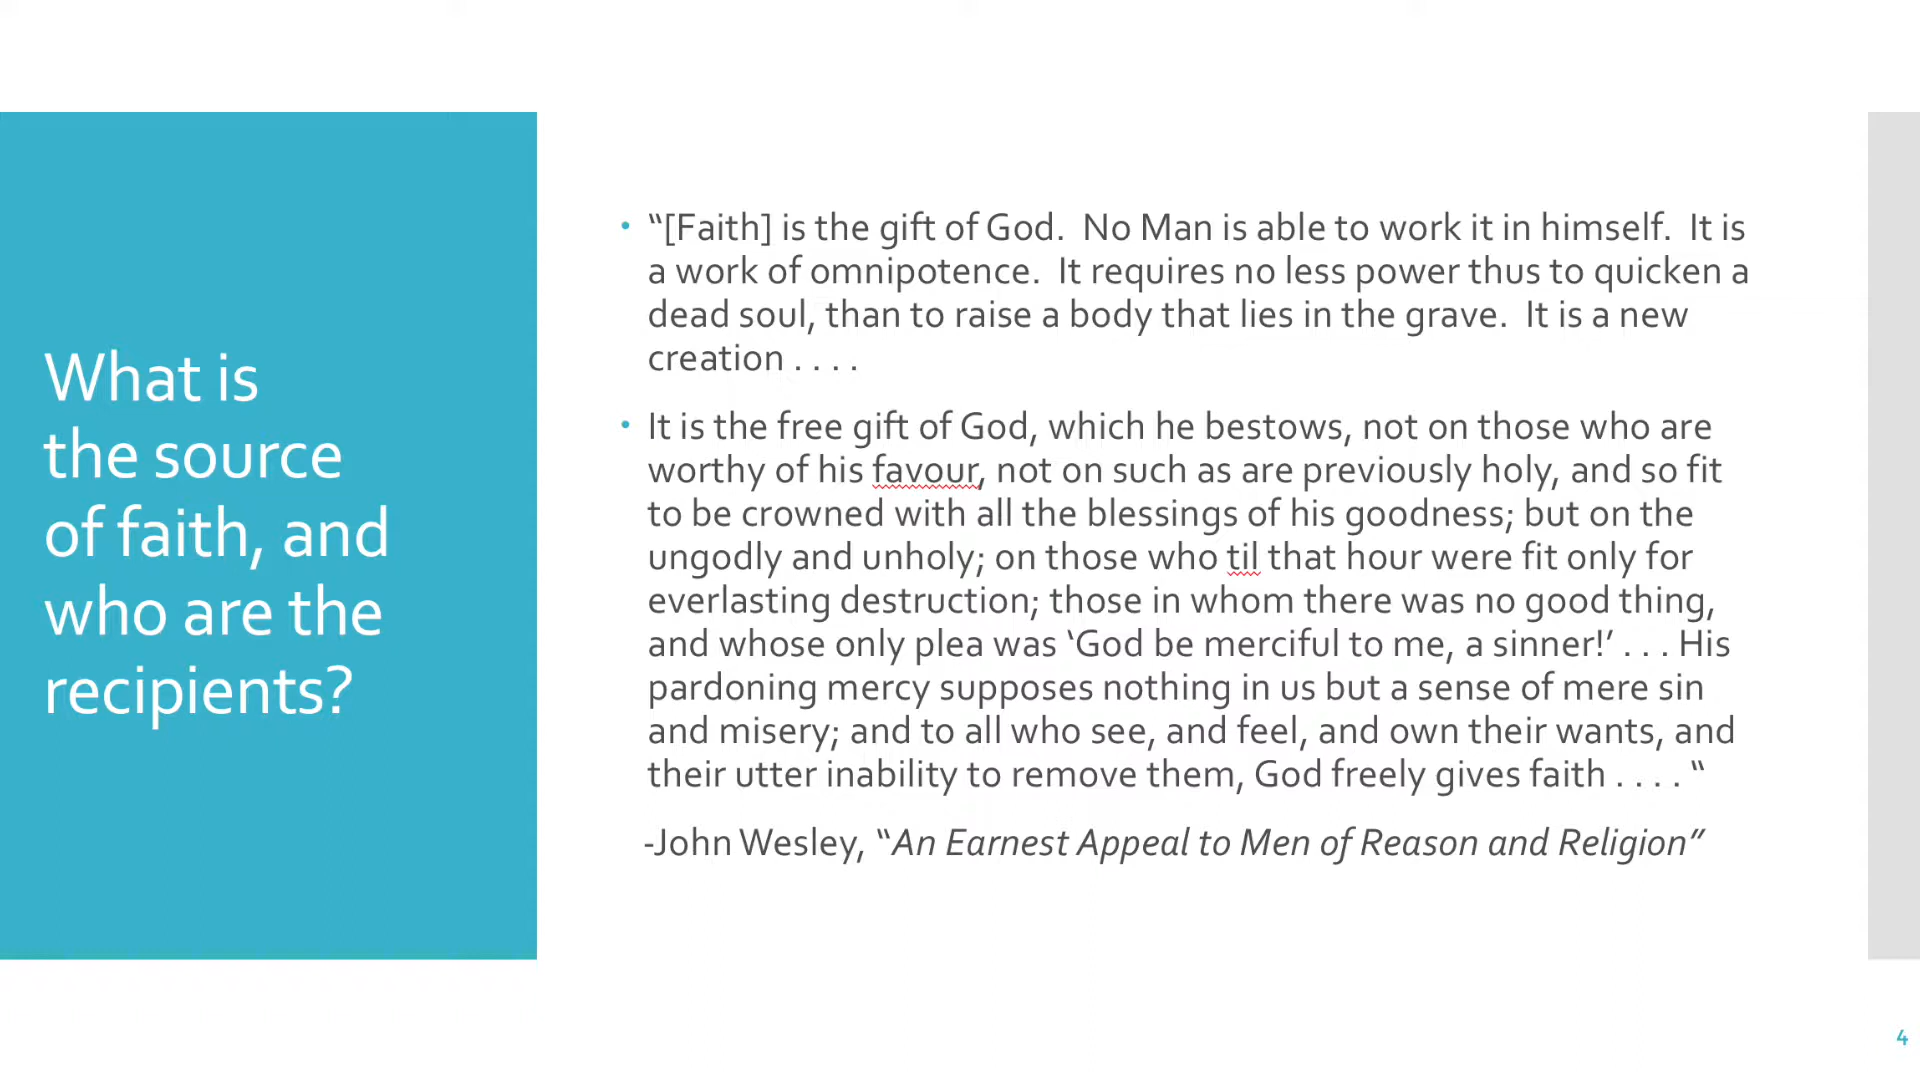 What is
the source
of faith, and
who are the
recipients?
• “[Faith] is the gift of God.  No Man is able to work it in himself.  It is
a work of omnipotence.  It requires no less power thus to quicken a
dead soul, than to raise a body that lies in the grave.  It is a new
creation . . . .
• It is the free gift of God, which he bestows, not on those who are
worthy of his favour, not on such as are previously holy, and so fit
to be crowned with all the blessings of his goodness; but on the
ungodly and unholy; on those who til that hour were fit only for
everlasting destruction; those in whom there was no good thing,
and whose only plea was ‘God be merciful to me, a sinner!’ . . . His
pardoning mercy supposes nothing in us but a sense of mere sin
and misery; and to all who see, and feel, and own their wants, and
their utter inability to remove them, God freely gives faith . . . . “
-John Wesley, “An Earnest Appeal to Men of Reason and Religion”
4